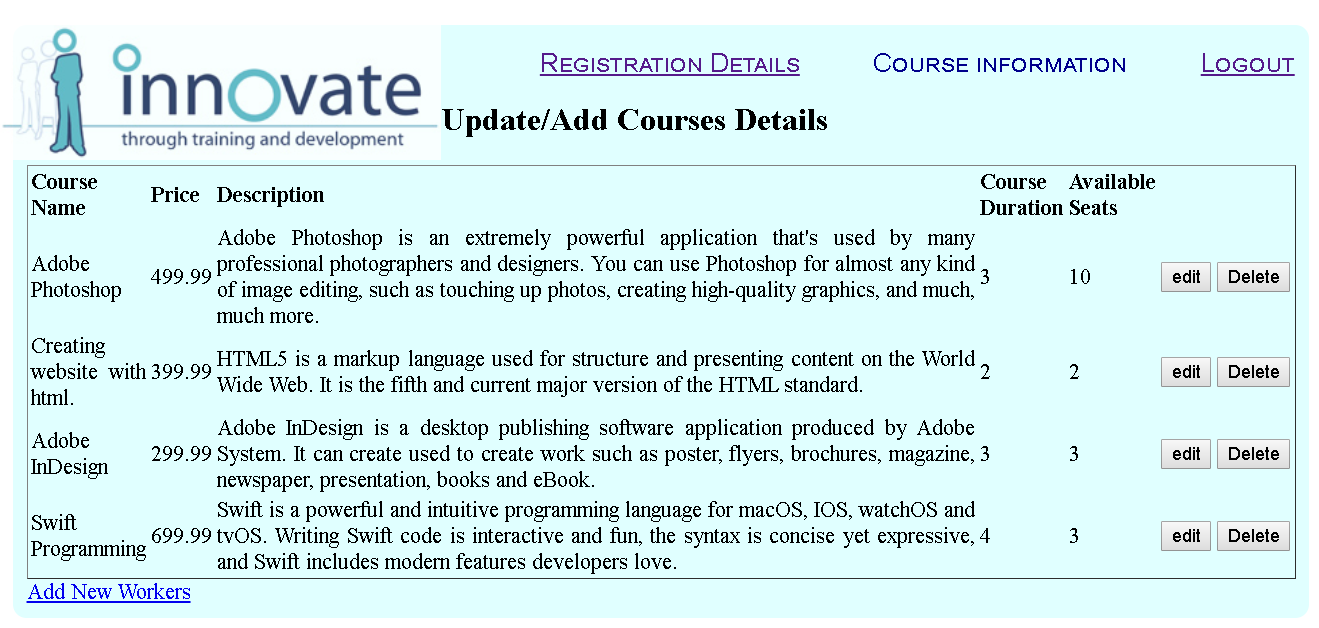 innovate
through training and development
REGISTRATION DETAILS COURSE INFORMATION LOGOUT
Update/Add Courses Details
Course Name Price Description Course Duration Available Seats
Adobe Photoshop 499.99 Adobe Photoshop is an extremely powerful application that's used by many
professional photographers and designers. You can use Photoshop for almost any kind
of image editing, such as touching up photos, creating high-quality graphics, and much,
much more. 3 10 edit Delete
Creating website with html. 399.99 HTML5 is a markup language used for structure and presenting content on the World
Wide Web. It is the fifth and current major version of the HTML standard. 2 2 edit Delete
Adobe InDesign 299.99 Adobe InDesign is a desktop publishing software application produced by Adobe
System. It can create used to create work such as poster, flyers, brochures, magazine,
newspaper, presentation, books and eBook. 3 3 edit Delete
Swift Programming 699.99 Swift is a powerful and intuitive programming language for macOS, IOS, watchOS and
tvOS. Writing Swift code is interactive and fun, the syntax is concise yet expressive,
and Swift includes modern features developers love. 4 3 edit Delete
Add New Workers